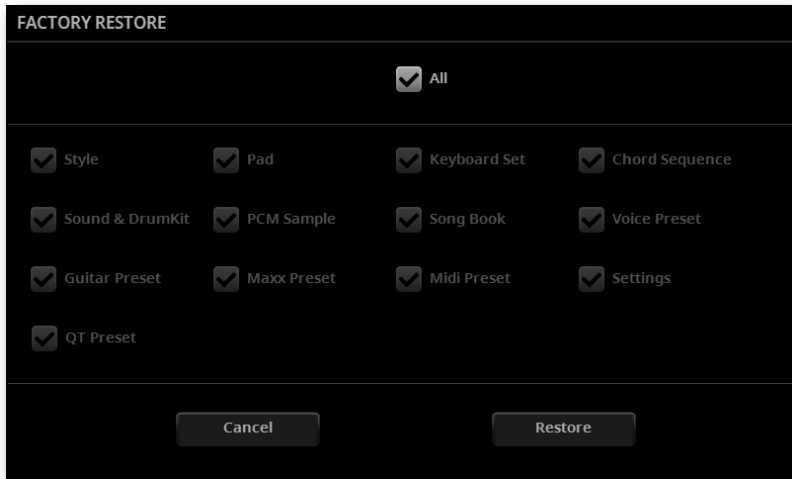 FACTORY RESTORE
All
Style Pad Keyboard Set Chord Sequence
Sound & DrumKit PCM Sample Song Book Voice Preset
Guitar Preset Maxx Preset Midi Preset Settings
QT Preset
Cancel Restore